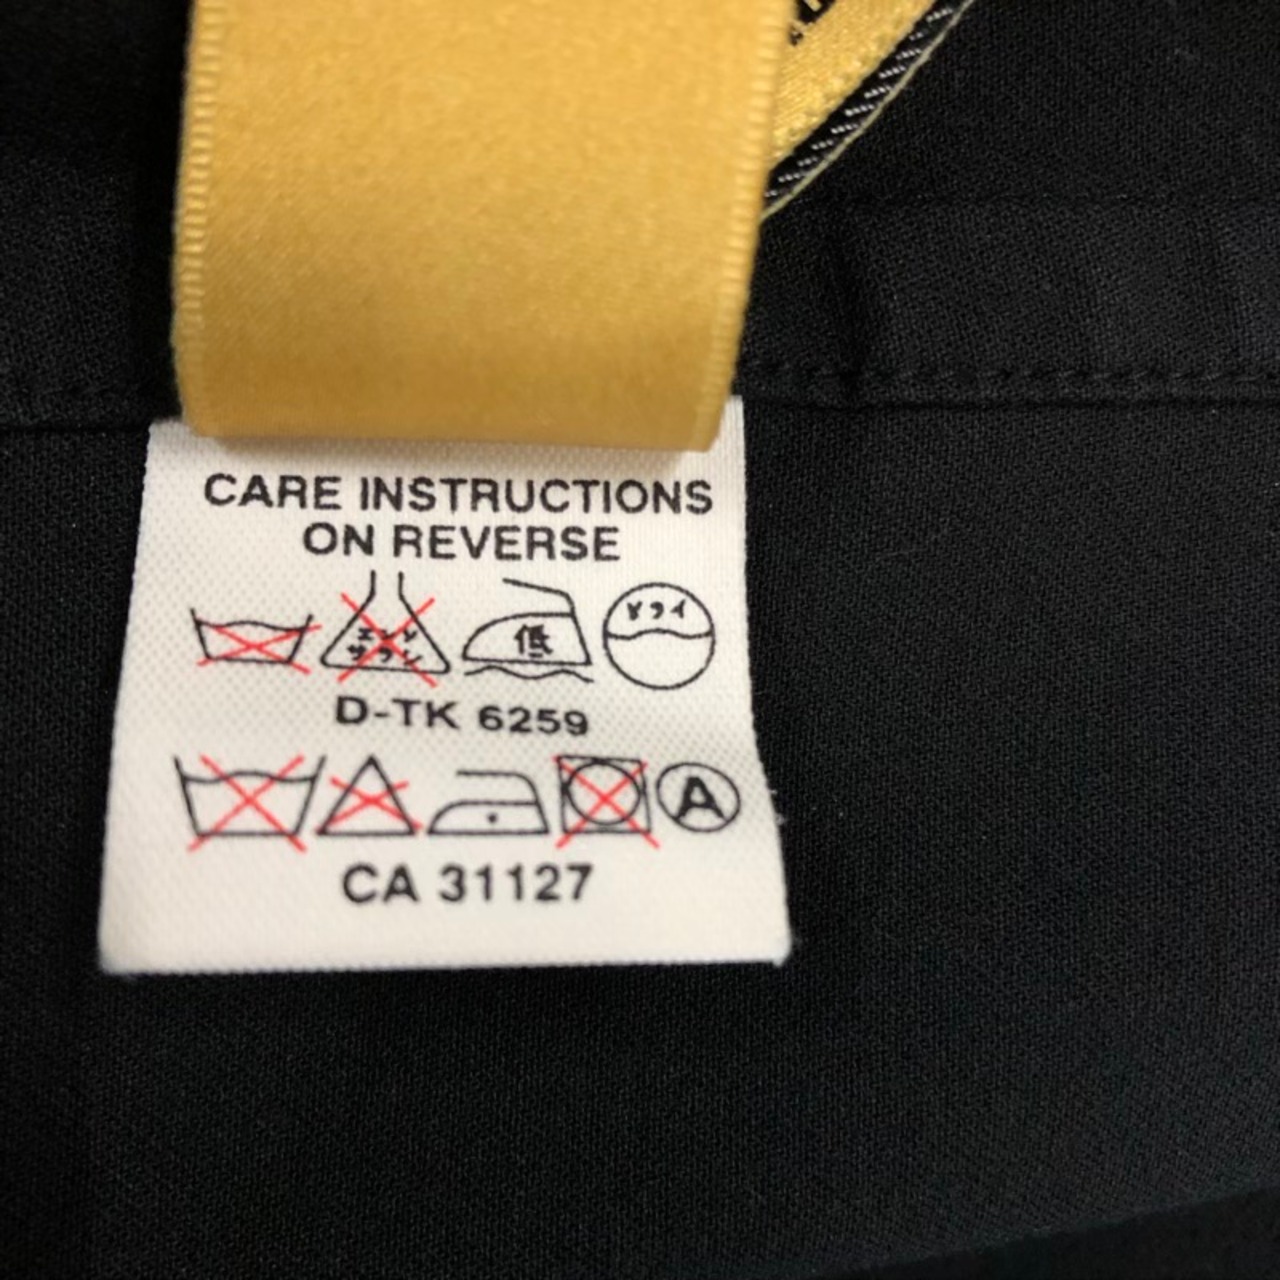 CARE INSTRUCTIONS
ON REVERSE
エンソ
サラシ
低
ドライ
D-TK 6259
A
CA 31127